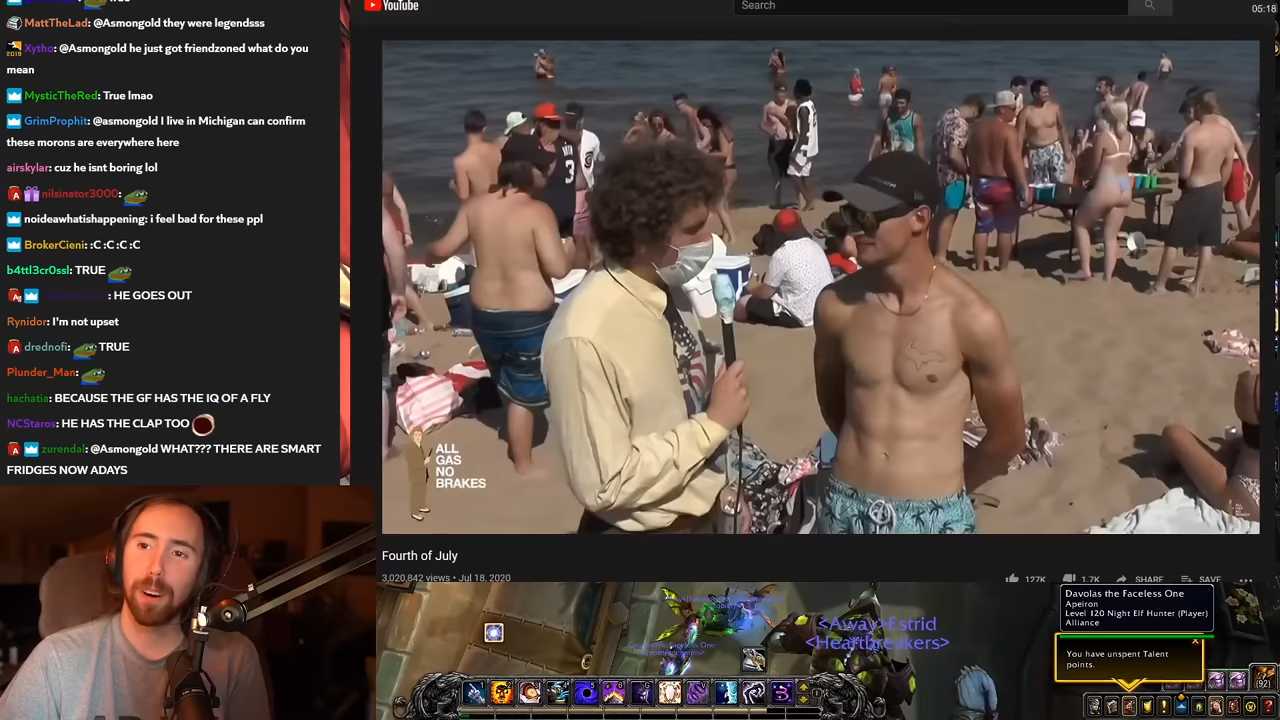 MattTheLad: @Asmongold they were legendsss
Xytho: @Asmongold he just got friendzoned what do you
mean
MysticTheRed: True lmao
GrimProphit: @asmongold I live in Michigan can confirm
these morons are everywhere here
airskylar: cuz he isnt boring lol
nilsinator3000:
noideawhatishappening: i feel bad for these ppl
BrokerCieni: :C :C :C :C
b4ttl3cr0ssl: TRUE
: HE GOES OUT
Rynidor: I'm not upset
drednofi: TRUE
Plunder_Man:
hachatia: BECAUSE THE GF HAS THE IQ OF A FLY
NCStaros: HE HAS THE CLAP TOO
zurendal: @Asmongold WHAT??? THERE ARE SMART
FRIDGES NOW ADAYS
YouTube
Search
05:18
3
ALL
GAS
NO
BRAKES
Fourth of July
3,020,842 views • Jul 18, 2020
127K
1.7K
SHARE
SAVE
<Away>Estrid
<Heartbreakers>
Davolas the Faceless One
Apeiron
Level 120 Night Elf Hunter (Player)
Alliance
You have unspent Talent
points.